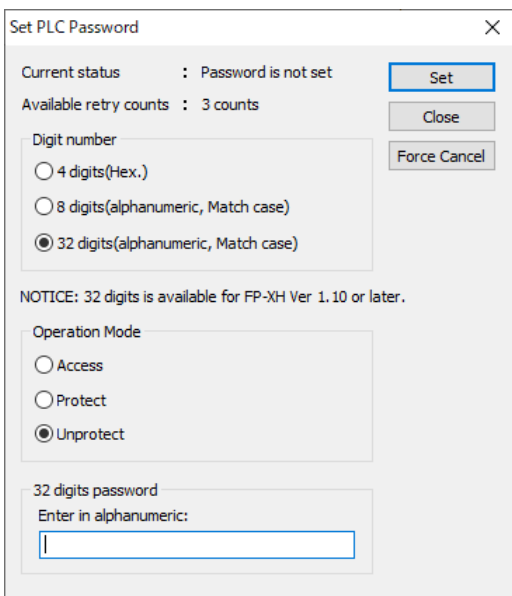 Set PLC Password
Current status : Password is not set
Set
Available retry counts : 3 counts
Close
Digit number
Force Cancel
4 digits(Hex.)
8 digits(alphanumeric, Match case)
32 digits(alphanumeric, Match case)
NOTICE: 32 digits is available for FP-XH Ver 1.10 or later.
Operation Mode
Access
Protect
Unprotect
32 digits password
Enter in alphanumeric: